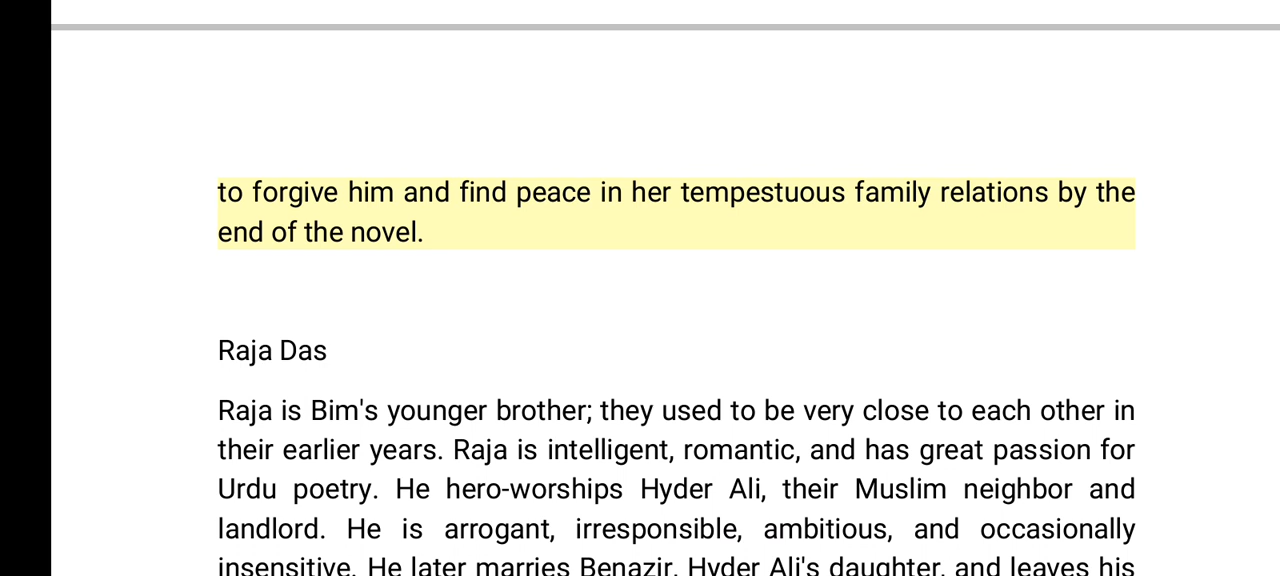 to forgive him and find peace in her tempestuous family relations by the
end of the novel.
Raja Das
Raja is Bim's younger brother; they used to be very close to each other in
their earlier years. Raja is intelligent, romantic, and has great passion for
Urdu poetry. He hero-worships Hyder Ali, their Muslim neighbor and
landlord. He is arrogant, irresponsible, ambitious, and occasionally
insensitive. He later marries Benazir, Hyder Ali's daughter, and leaves his